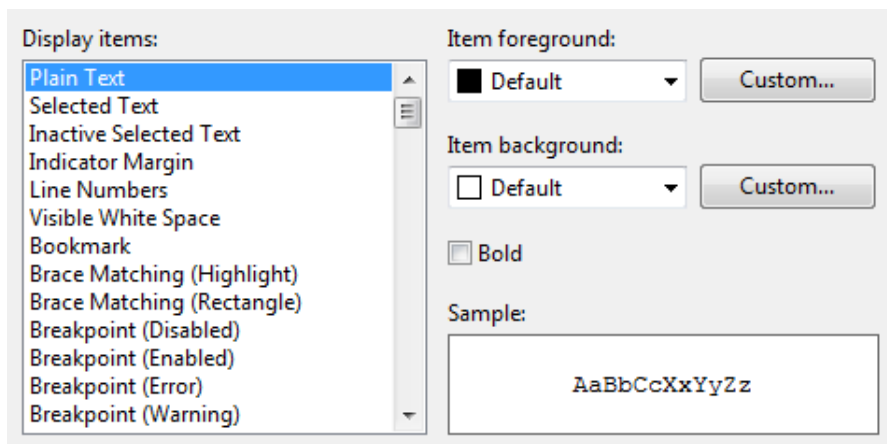 Display items:
Plain Text
Selected Text
Inactive Selected Text
Indicator Margin
Line Numbers
Visible White Space
Bookmark
Brace Matching (Highlight)
Brace Matching (Rectangle)
Breakpoint (Disabled)
Breakpoint (Enabled)
Breakpoint (Error)
Breakpoint (Warning)
Item foreground:
Default Custom...
Item background:
Default Custom...
Bold
Sample:
AaBbCcXxYyZz